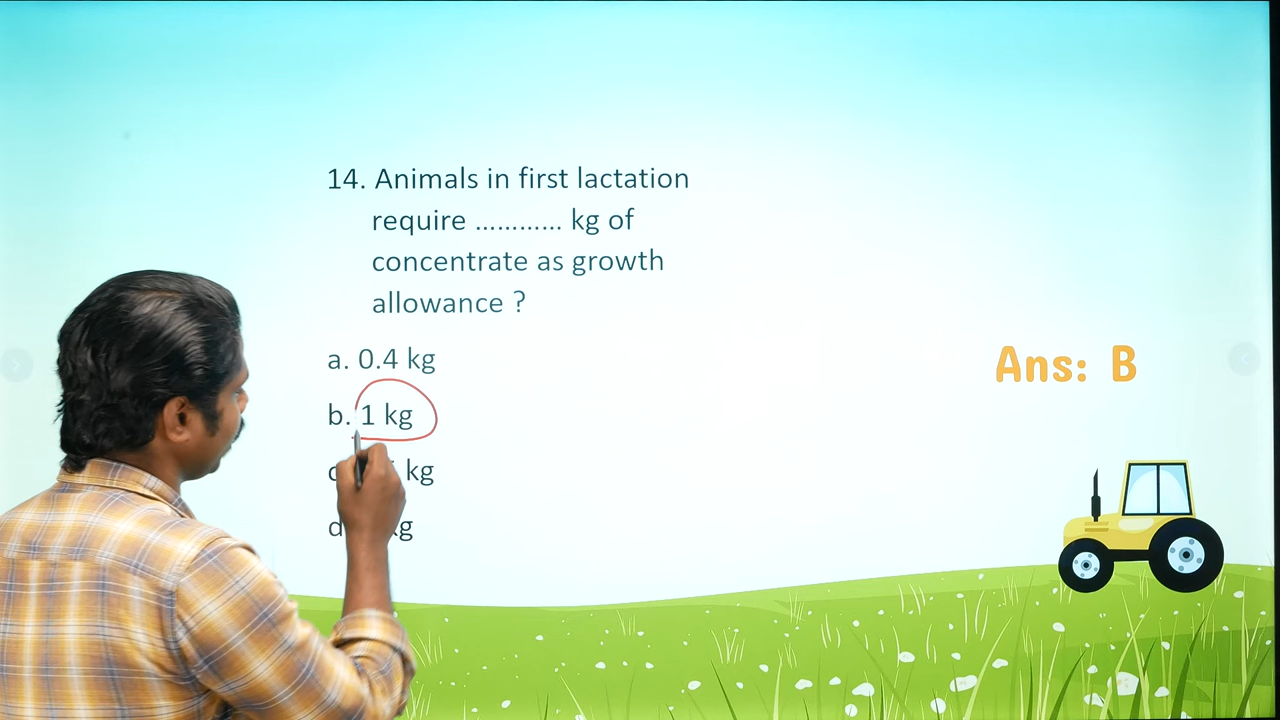 14. Animals in first lactation
require ............ kg of
concentrate as growth
allowance ?
a. 0.4 kg
b. 1 kg
kg
kg
Ans: B